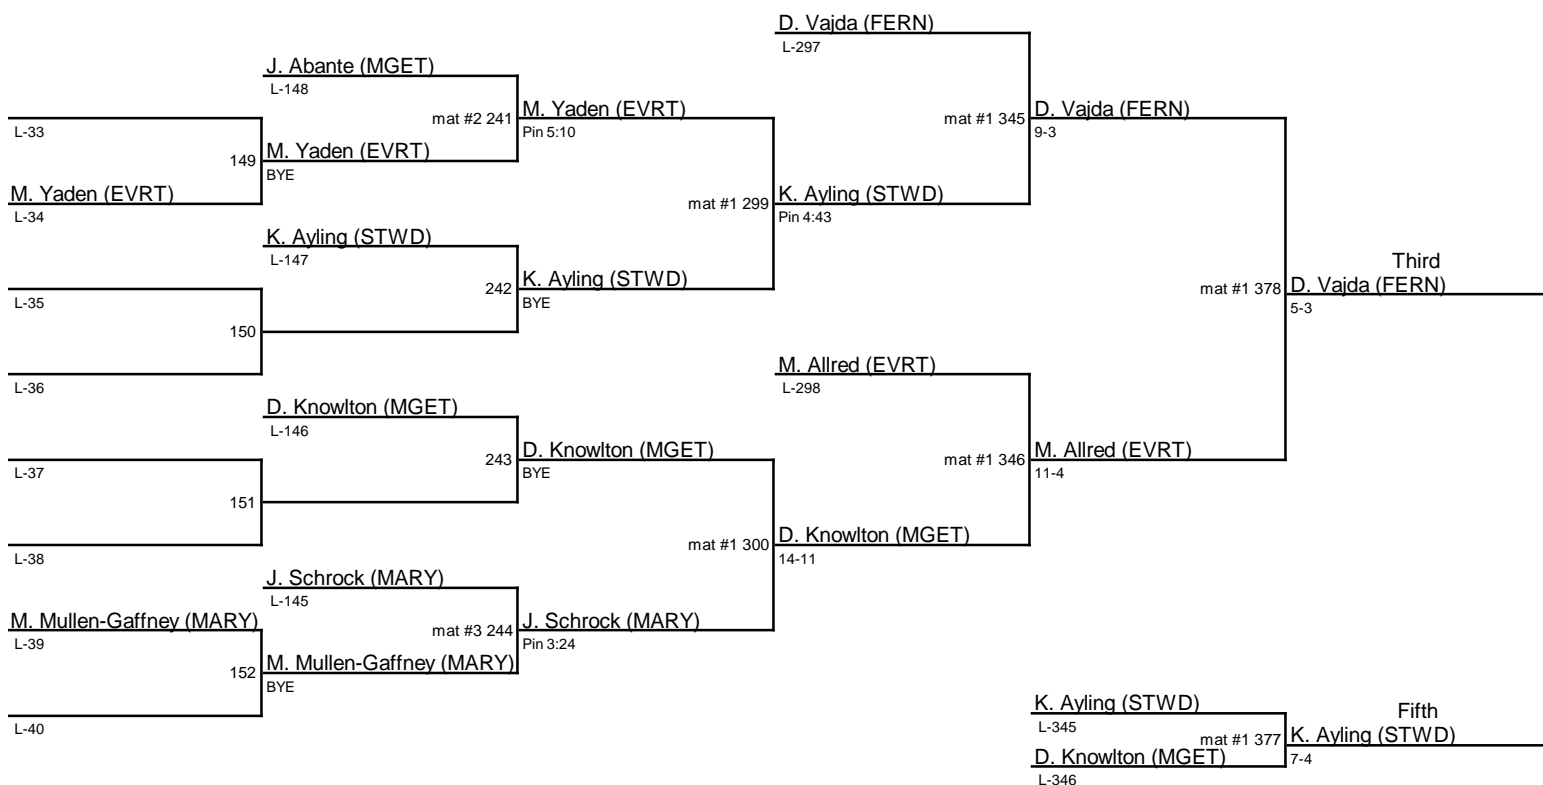 D. Vajda (FERN)
L-297
J. Abante (MGET)
L-148
mat #2 241
M. Yaden (EVRT)
Pin 5:10
mat #1 345
D. Vajda (FERN)
9-3
L-33
149
M. Yaden (EVRT)
BYE
M. Yaden (EVRT)
L-34
mat #1 299
K. Ayling (STWD)
Pin 4:43
K. Ayling (STWD)
L-147
Third
242
K. Ayling (STWD)
BYE
mat #1 378
D. Vajda (FERN)
5-3
L-35
150
L-36
M. Allred (EVRT)
L-298
D. Knowlton (MGET)
L-146
243
D. Knowlton (MGET)
BYE
mat #1 346
M. Allred (EVRT)
11-4
L-37
151
L-38
mat #1 300
D. Knowlton (MGET)
14-11
J. Schrock (MARY)
L-145
M. Mullen-Gaffney (MARY)
L-39
mat #3 244
J. Schrock (MARY)
Pin 3:24
152
M. Mullen-Gaffney (MARY)
BYE
L-40
K. Ayling (STWD)
L-345
Fifth
mat #1 377
K. Ayling (STWD)
7-4
D. Knowlton (MGET)
L-346